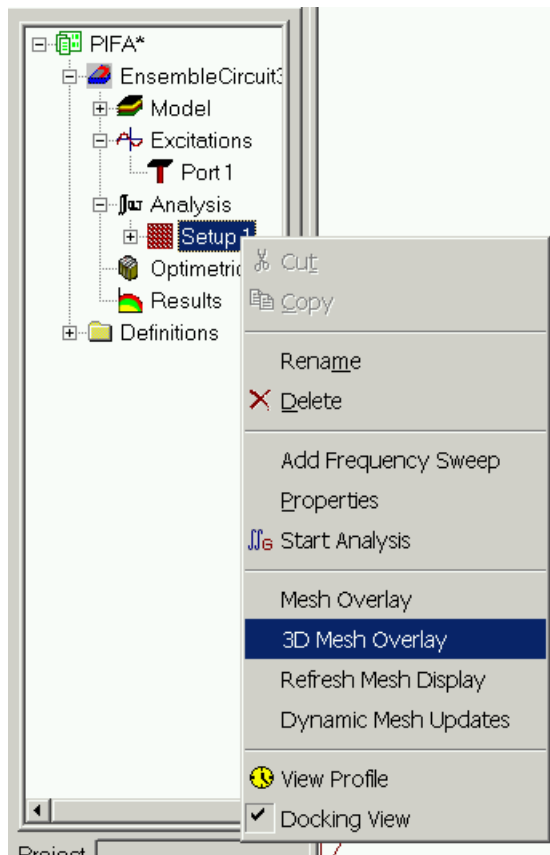 PIFA*
EnsembleCircuit3
Model
Excitations
Port 1
Analysis
Setup 1
Optimetric
Results
Definitions
Cut
Copy
Rename
Delete
Add Frequency Sweep
Properties
Start Analysis
Mesh Overlay
3D Mesh Overlay
Refresh Mesh Display
Dynamic Mesh Updates
View Profile
Docking View
Project